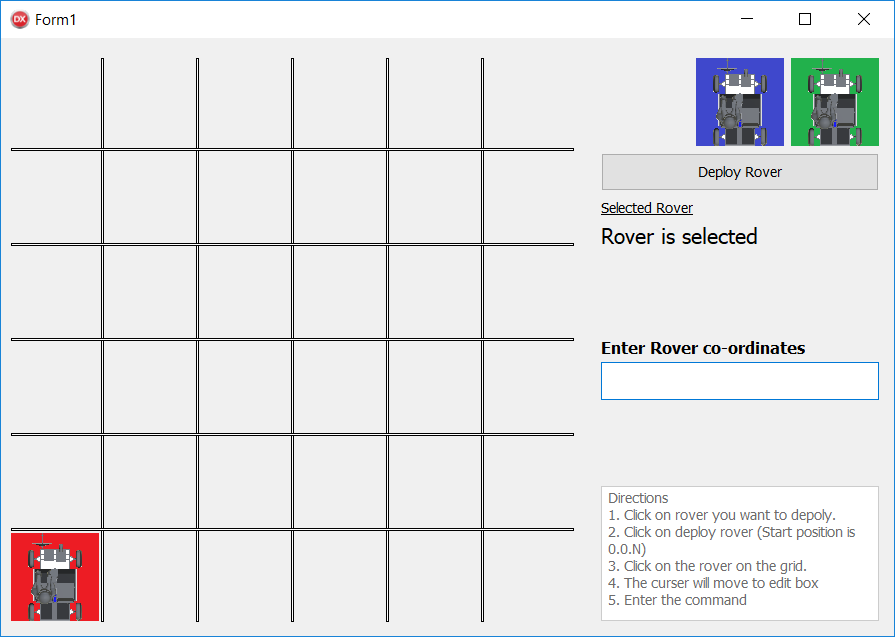 DX Form1
Deploy Rover
Selected Rover
Rover is selected
Enter Rover co-ordinates
Directions
1. Click on rover you want to depoly.
2. Click on deploy rover (Start position is
0.0.N)
3. Click on the rover on the grid.
4. The curser will move to edit box
5. Enter the command